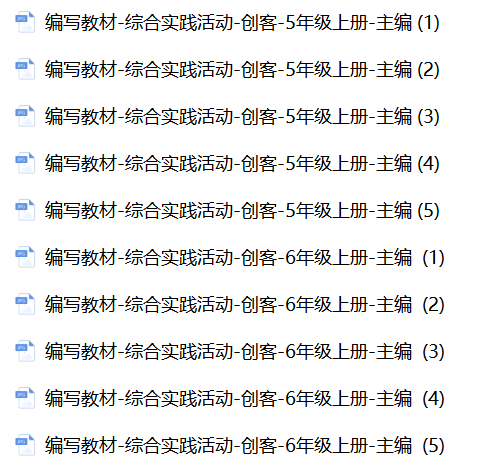 编写教材-综合实践活动-创客-5年级上册-主编 (1)
编写教材-综合实践活动-创客-5年级上册-主编 (2)
编写教材-综合实践活动-创客-5年级上册-主编 (3)
编写教材-综合实践活动-创客-5年级上册-主编 (4)
编写教材-综合实践活动-创客-5年级上册-主编 (5)
编写教材-综合实践活动-创客-6年级上册-主编  (1)
编写教材-综合实践活动-创客-6年级上册-主编  (2)
编写教材-综合实践活动-创客-6年级上册-主编  (3)
编写教材-综合实践活动-创客-6年级上册-主编  (4)
编写教材-综合实践活动-创客-6年级上册-主编  (5)